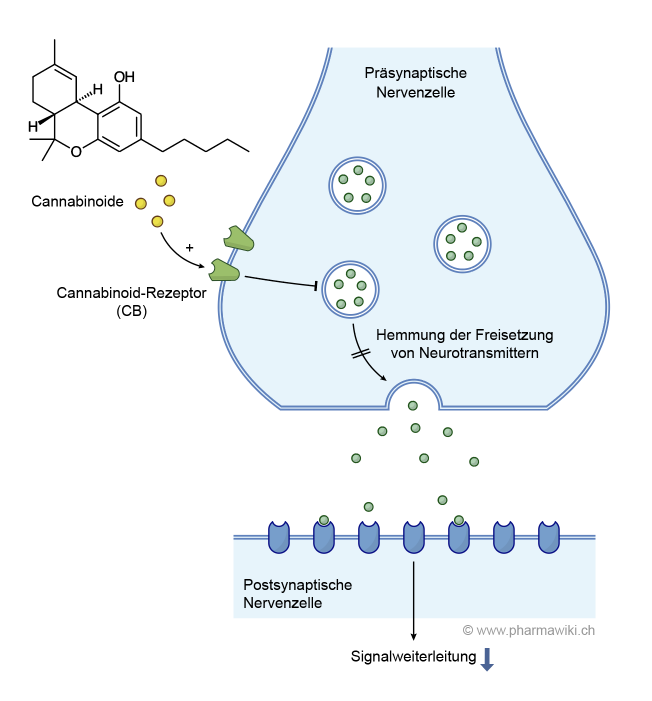 OH
H
H
O
Präsynaptische
Nervenzelle
Cannabinoide
+
Cannabinoid-Rezeptor
(CB)
Hemmung der Freisetzung
von Neurotransmittern
Postsynaptische
Nervenzelle
© www.pharmawiki.ch
Signalweiterleitung